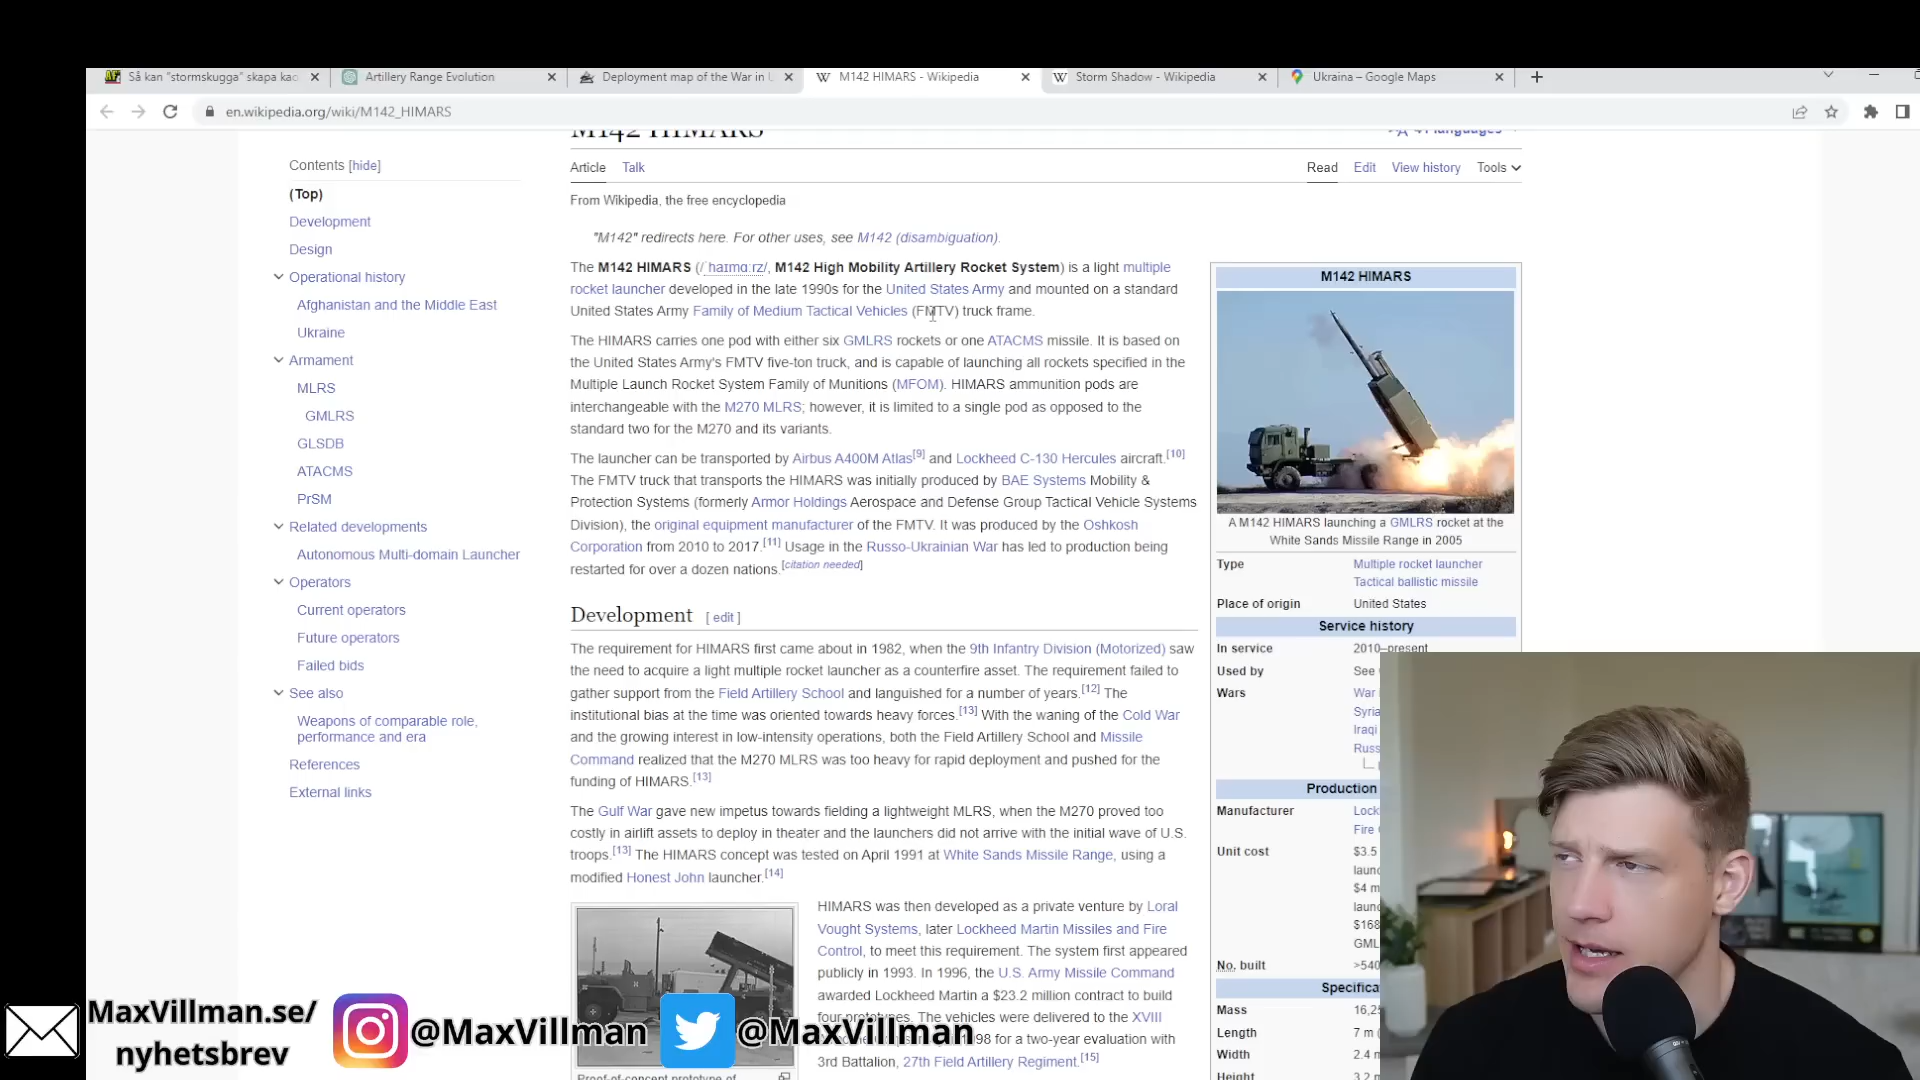 Så kan "stormskugga" skapa kao
Artillery Range Evolution
Deployment map of the War in U
M142 HIMARS - Wikipedia
Storm Shadow - Wikipedia
Ukraina – Google Maps
en.wikipedia.org/wiki/M142_HIMARS
M142 HIMARS
41 languages
Article Talk
Read Edit View history Tools
From Wikipedia, the free encyclopedia
Contents [hide]
(Top)
Development
Design
Operational history
Afghanistan and the Middle East
Ukraine
Armament
MLRS
GMLRS
GLSDB
ATACMS
PrSM
Related developments
Autonomous Multi-domain Launcher
Operators
Current operators
Future operators
Failed bids
See also
Weapons of comparable role,
performance and era
References
External links
"M142" redirects here. For other uses, see M142 (disambiguation).
The M142 HIMARS (/ˈhaɪmɑːrz/, M142 High Mobility Artillery Rocket System) is a light multiple
rocket launcher developed in the late 1990s for the United States Army and mounted on a standard
United States Army Family of Medium Tactical Vehicles (FMTV) truck frame.
The HIMARS carries one pod with either six GMLRS rockets or one ATACMS missile. It is based on
the United States Army's FMTV five-ton truck, and is capable of launching all rockets specified in the
Multiple Launch Rocket System Family of Munitions (MFOM). HIMARS ammunition pods are
interchangeable with the M270 MLRS; however, it is limited to a single pod as opposed to the
standard two for the M270 and its variants.
The launcher can be transported by Airbus A400M Atlas[9] and Lockheed C-130 Hercules aircraft.[10]
The FMTV truck that transports the HIMARS was initially produced by BAE Systems Mobility &
Protection Systems (formerly Armor Holdings Aerospace and Defense Group Tactical Vehicle Systems
Division), the original equipment manufacturer of the FMTV. It was produced by the Oshkosh
Corporation from 2010 to 2017.[11] Usage in the Russo-Ukrainian War has led to production being
restarted for over a dozen nations.[citation needed]
Development [ edit ]
The requirement for HIMARS first came about in 1982, when the 9th Infantry Division (Motorized) saw
the need to acquire a light multiple rocket launcher as a counterfire asset. The requirement failed to
gather support from the Field Artillery School and languished for a number of years.[12] The
institutional bias at the time was oriented towards heavy forces.[13] With the waning of the Cold War
and the growing interest in low-intensity operations, both the Field Artillery School and Missile
Command realized that the M270 MLRS was too heavy for rapid deployment and pushed for the
funding of HIMARS.[13]
The Gulf War gave new impetus towards fielding a lightweight MLRS, when the M270 proved too
costly in airlift assets to deploy in theater and the launchers did not arrive with the initial wave of U.S.
troops.[13] The HIMARS concept was tested on April 1991 at White Sands Missile Range, using a
modified Honest John launcher.[14]
HIMARS was then developed as a private venture by Loral
Vought Systems, later Lockheed Martin Missiles and Fire
Control, to meet this requirement. The system first appeared
publicly in 1993. In 1996, the U.S. Army Missile Command
awarded Lockheed Martin a $23.2 million contract to build
four prototypes. The vehicles were delivered to the XVIII
98 for a two-year evaluation with
3rd Battalion, 27th Field Artillery Regiment.[15]
Proof-of-concept prototype of
M142 HIMARS
A M142 HIMARS launching a GMLRS rocket at the
White Sands Missile Range in 2005
Type Multiple rocket launcher
Tactical ballistic missile
Place of origin United States
Service history
In service 2010–present
Used by See
Wars War
Syria
Iraqi
Russ
Production
Manufacturer Lock
Fire
Unit cost $3.5
laun
$4 m
laun
$168
GML
No. built >540
Specifica
Mass 16,2
Length 7 m (
Width 2.4 m
Height 3.2 m
MaxVillman.se/
nyhetsbrev
@MaxVillman
@MaxVillman